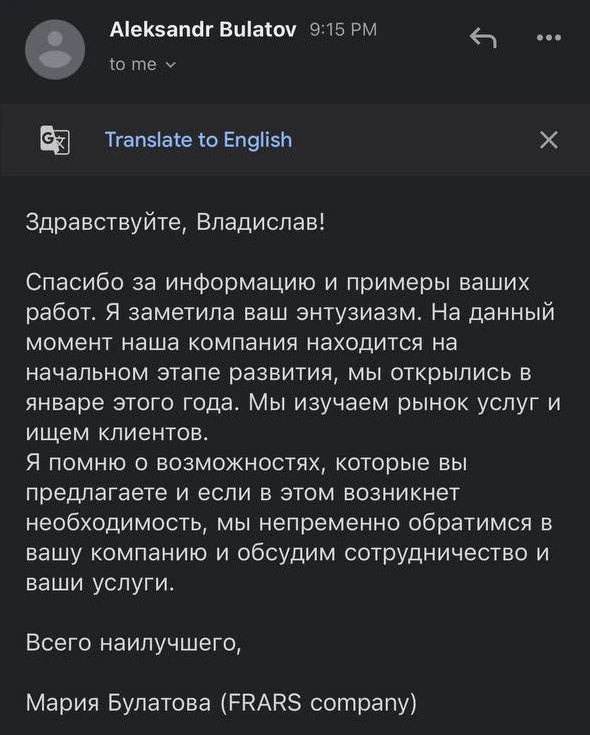 Aleksandr Bulatov 9:15 PM
to me
Translate to English
Здравствуйте, Владислав!
Спасибо за информацию и примеры ваших
работ. Я заметила ваш энтузиазм. На данный
момент наша компания находится на
начальном этапе развития, мы открылись в
январе этого года. Мы изучаем рынок услуг и
ищем клиентов.
Я помню о возможностях, которые вы
предлагаете и если в этом возникнет
необходимость, мы непременно обратимся в
вашу компанию и обсудим сотрудничество и
ваши услуги.
Всего наилучшего,
Мария Булатова (FRARS company)